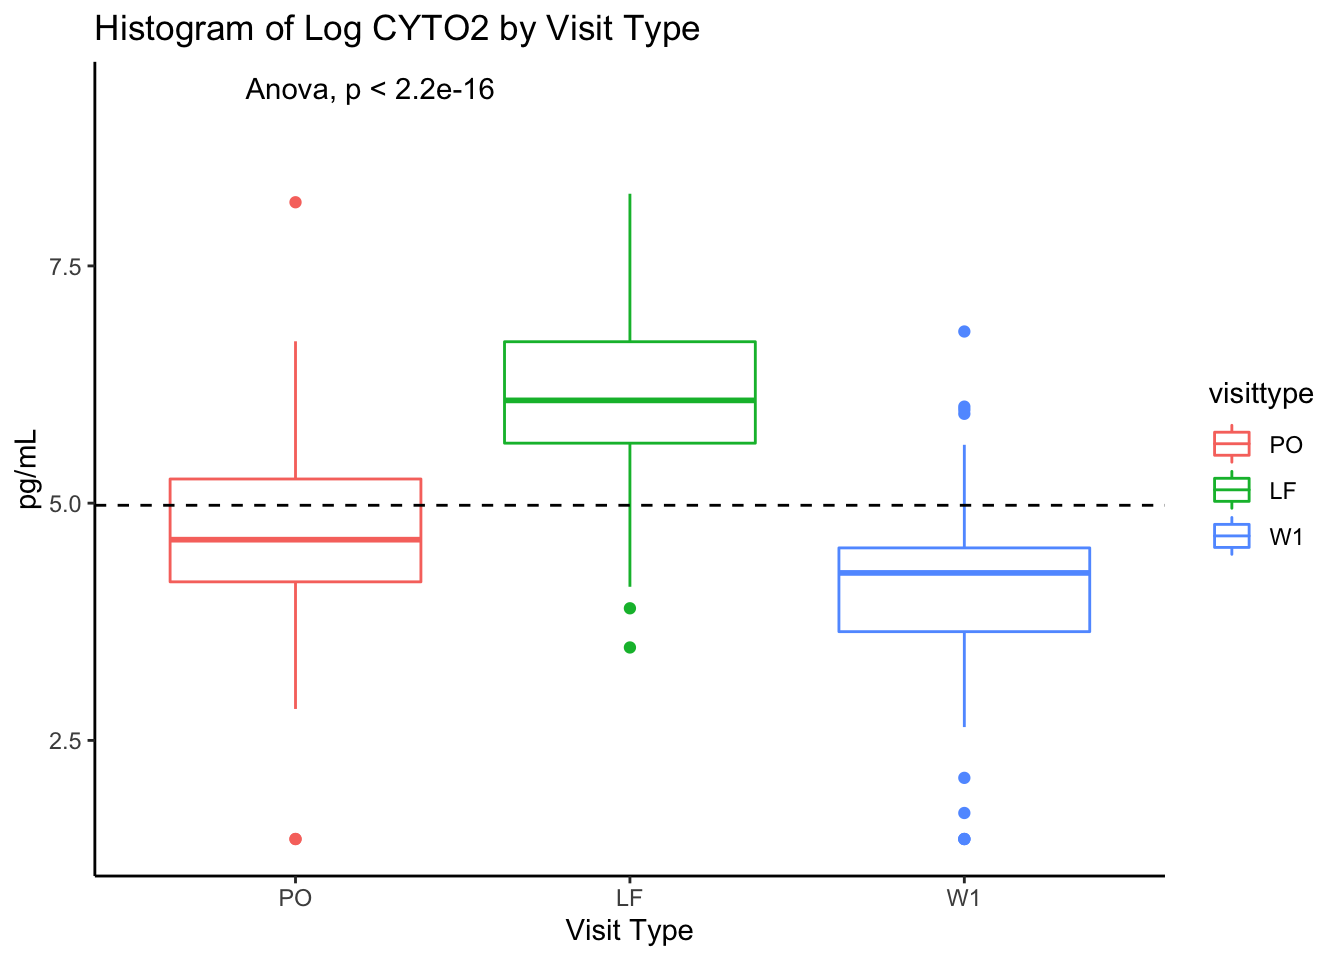 Histogram of Log CYTO2 by Visit Type
Anova, p < 2.2e-16
7.5
5.0
2.5
pg/mL
PO
LF
W1
Visit Type
visittype
PO
LF
W1